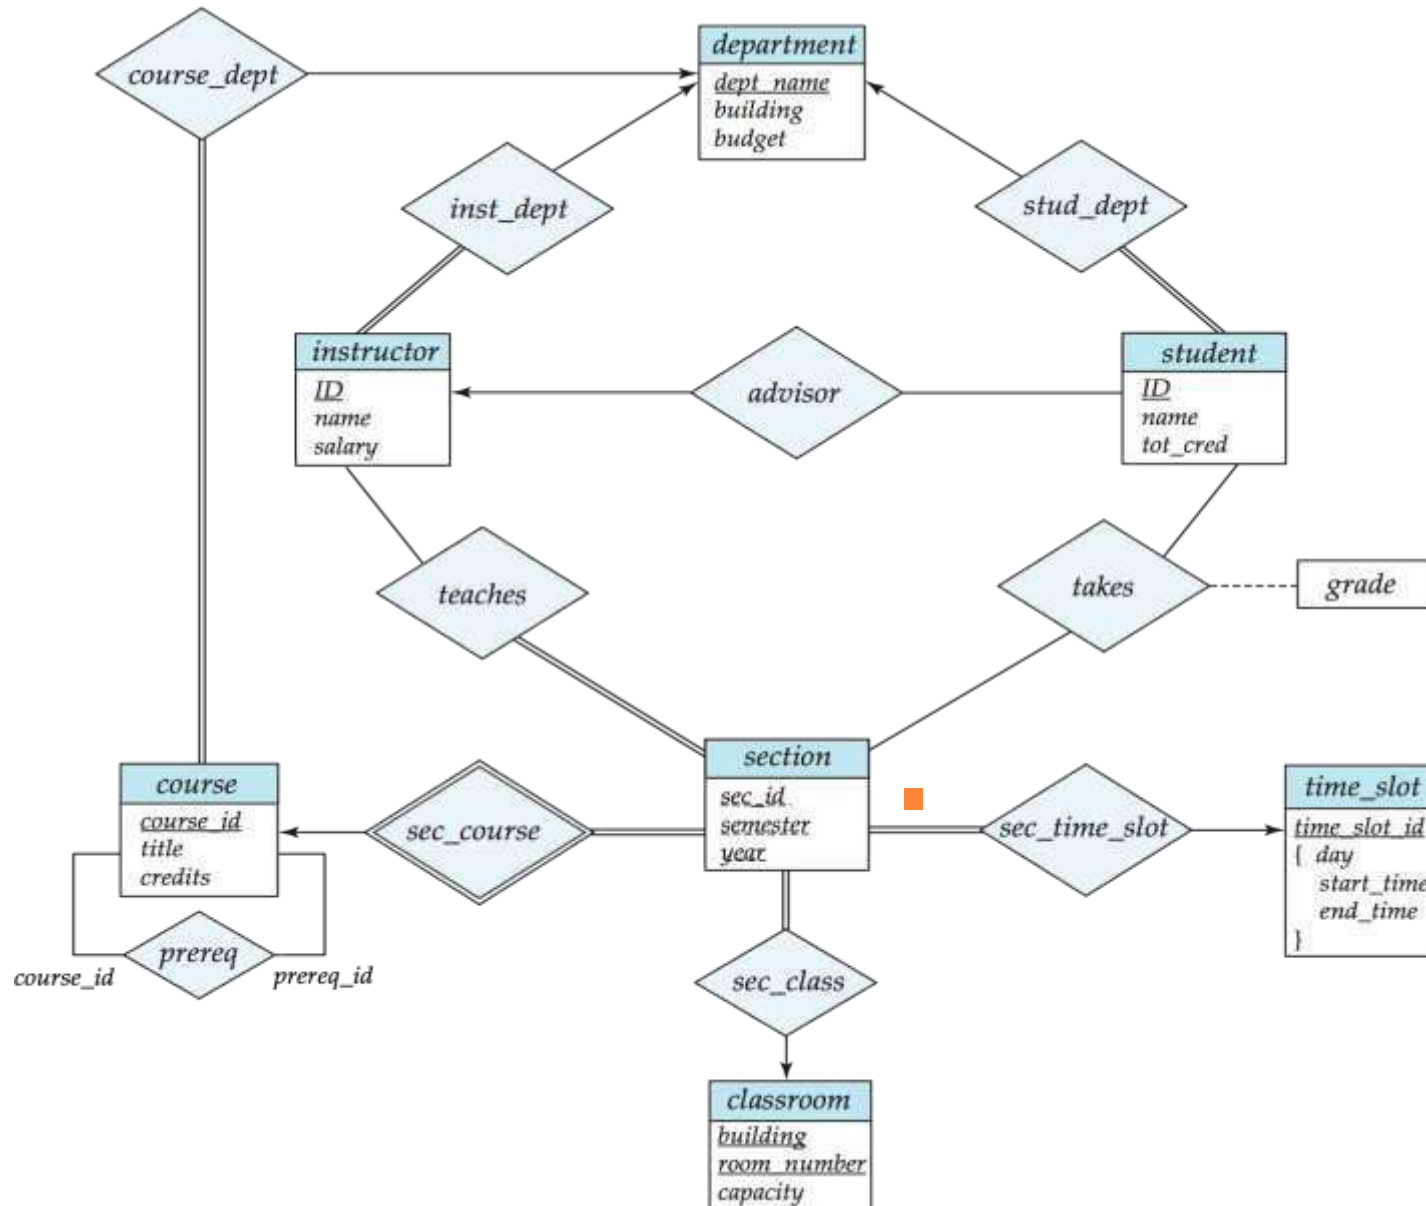 course_dept
department
dept_name
building
budget
inst_dept
stud_dept
instructor
ID
name
salary
advisor
student
ID
name
tot_cred
teaches
takes
grade
course
course_id
title
credits
sec_course
section
sec_id
semester
year
sec_time_slot
time_slot
time_slot_id
{ day
start_time
end_time
}
course_id
prereq
prereq_id
sec_class
classroom
building
room_number
capacity